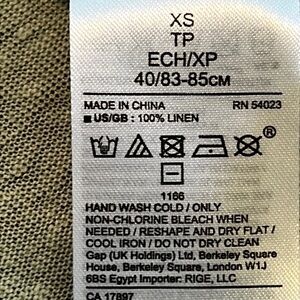 XS
TP
ECH/XP
40/83-85CM
MADE IN CHINA RN 54023
US/GB : 100% LINEN
®
1166
HAND WASH COLD / ONLY
NON-CHLORINE BLEACH WHEN
NEEDED / RESHAPE AND DRY FLAT /
COOL IRON / DO NOT DRY CLEAN
Gap (UK Holdings) Ltd, Berkeley Square
House, Berkeley Square, London W1J
6BS Egypt Importer: RIGE, LLC
CA 17897